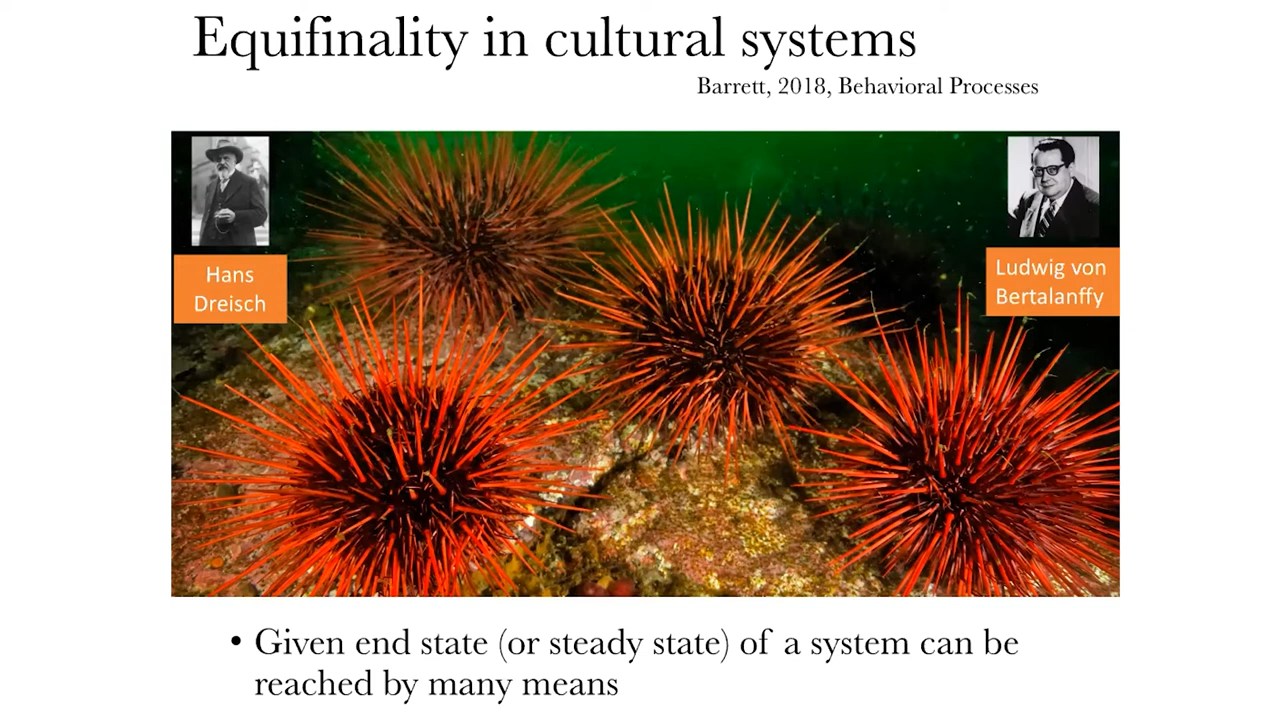 Equifinality in cultural systems
Barrett, 2018, Behavioral Processes
Hans
Dreisch
Ludwig von
Bertalanffy
• Given end state (or steady state) of a system can be
reached by many means